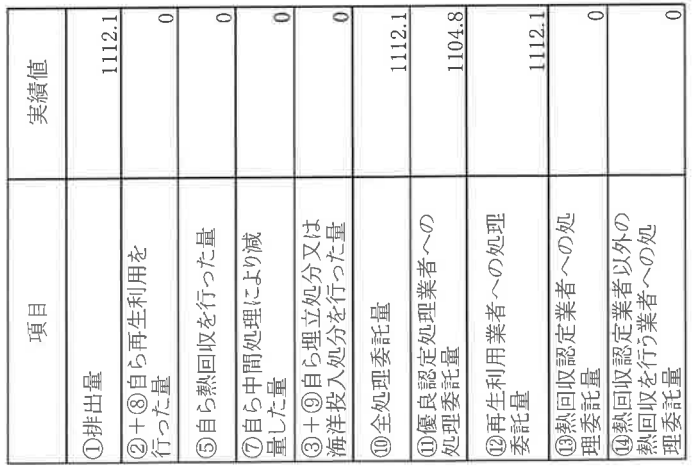 項目
実績値
①排出量
1112.1
②+⑧自ら再生利用を
行った量
0
⑤自ら熱回収を行った量
0
⑦自ら中間処理により減
量した量
0
③+⑨自ら埋立処分又は
海洋投入処分を行った量
0
⑩全処理委託量
1112.1
⑪優良認定処理業者への
処理委託量
1104.8
⑫再生利用業者への処理
委託量
1112.1
⑬熱回収認定業者への処
理委託量
0
⑭熱回収認定業者以外の
熱回収を行う業者への処
理委託量
0